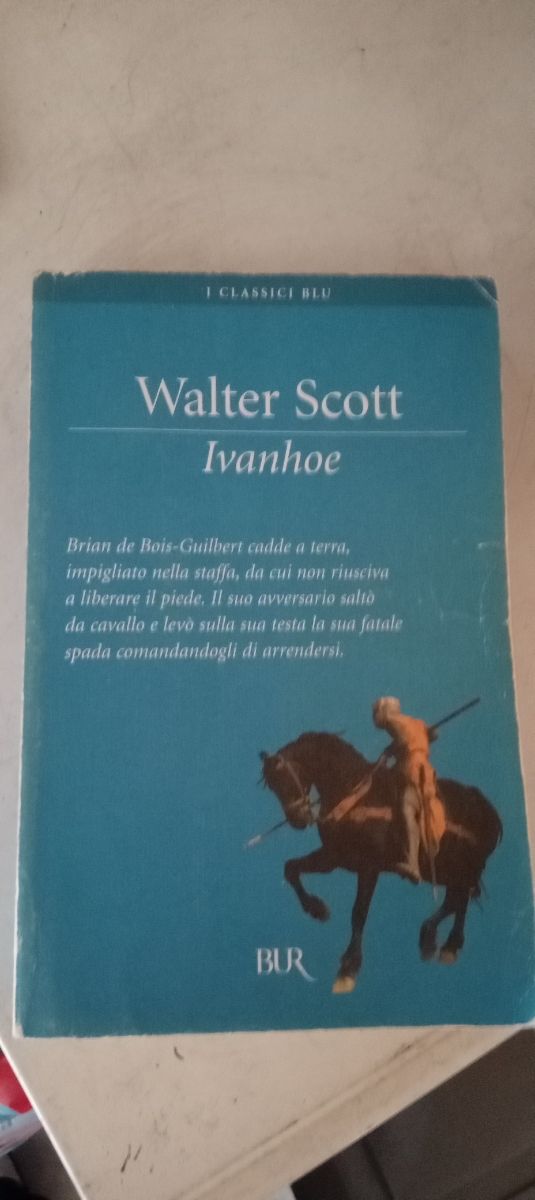 I CLASSICI BLU
Walter Scott
Ivanhoe
Brian de Bois-Guilbert cadde a terra,
impigliato nella staffa, da cui non riusciva
a liberare il piede. Il suo avversario saltò
da cavallo e levò sulla sua testa la sua fatale
spada comandandogli di arrendersi.
BUR